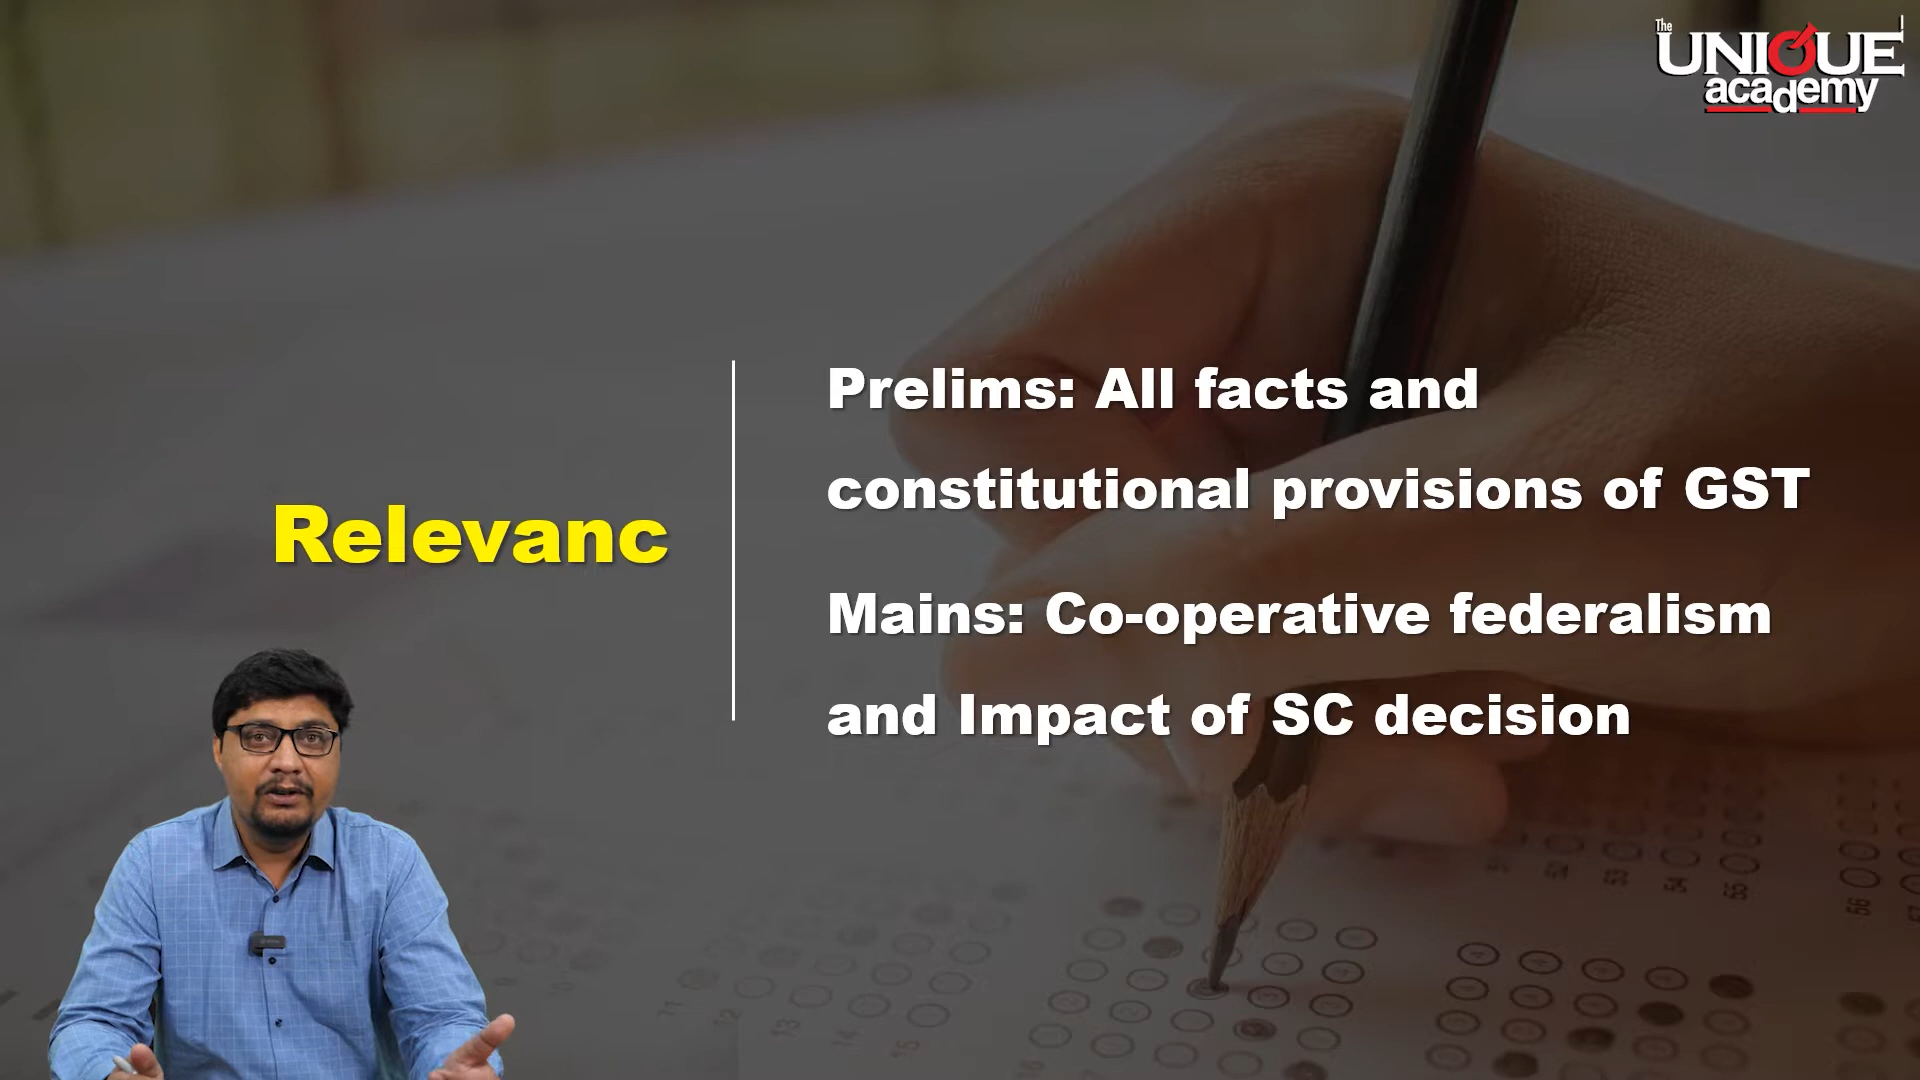 The
UNIQUE
academy
Relevanc
Prelims: All facts and
constitutional provisions of GST
Mains: Co-operative federalism
and Impact of SC decision